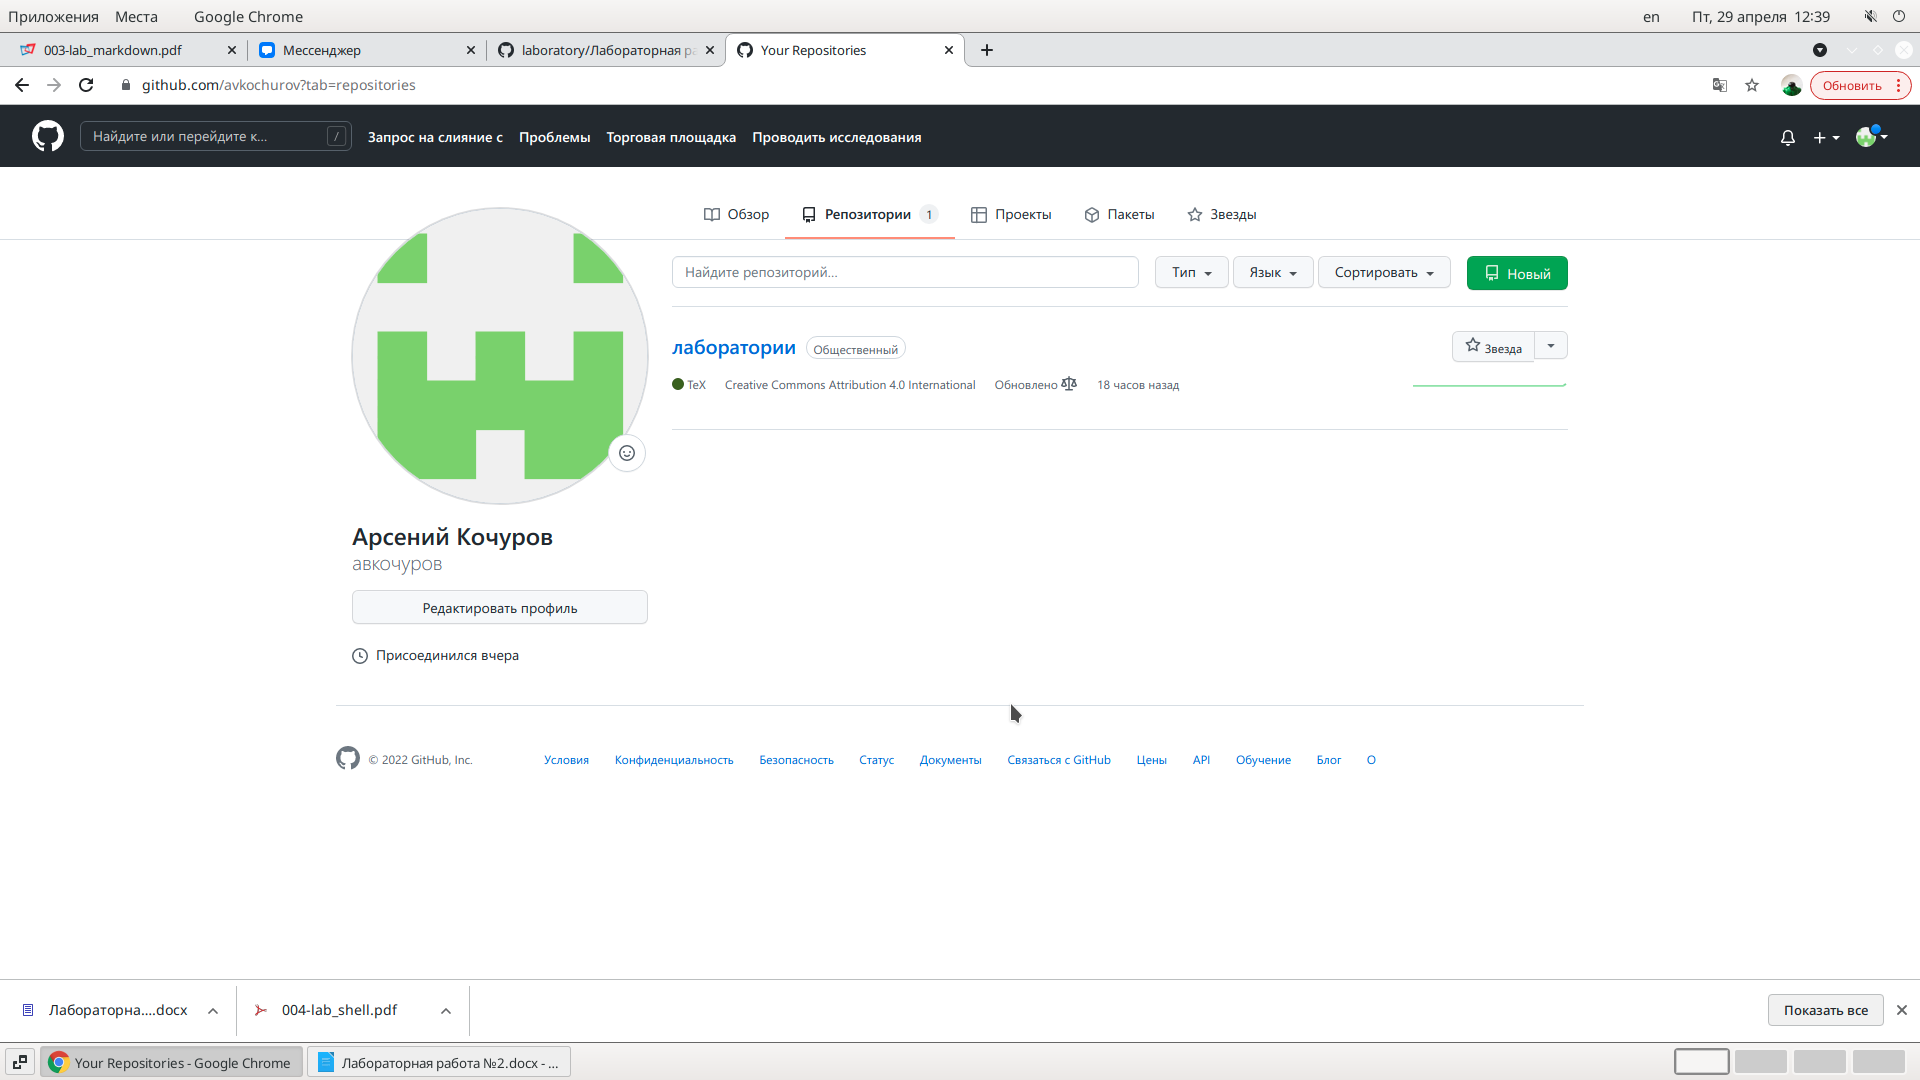 Приложения Места Google Chrome en Пт, 29 апреля 12:39
003-lab_markdown.pdf Мессенджер laboratory/Лабораторная ра Your Repositories
github.com/avkochurov?tab=repositories Обновить
Найдите или перейдите к... / Запрос на слияние с Проблемы Торговая площадка Проводить исследования
Обзор Репозитории 1 Проекты Пакеты Звезды
Найдите репозиторий... Тип Язык Сортировать Новый
лаборатории Общественный Звезда
TeX Creative Commons Attribution 4.0 International Обновлено 18 часов назад
Арсений Кочуров
авкочуров
Редактировать профиль
Присоединился вчера
© 2022 GitHub, Inc. Условия Конфиденциальность Безопасность Статус Документы Связаться с GitHub Цены API Обучение Блог О
Лабораторна....docx 004-lab_shell.pdf Показать все
Your Repositories - Google Chrome Лабораторная работа №2.docx - ...